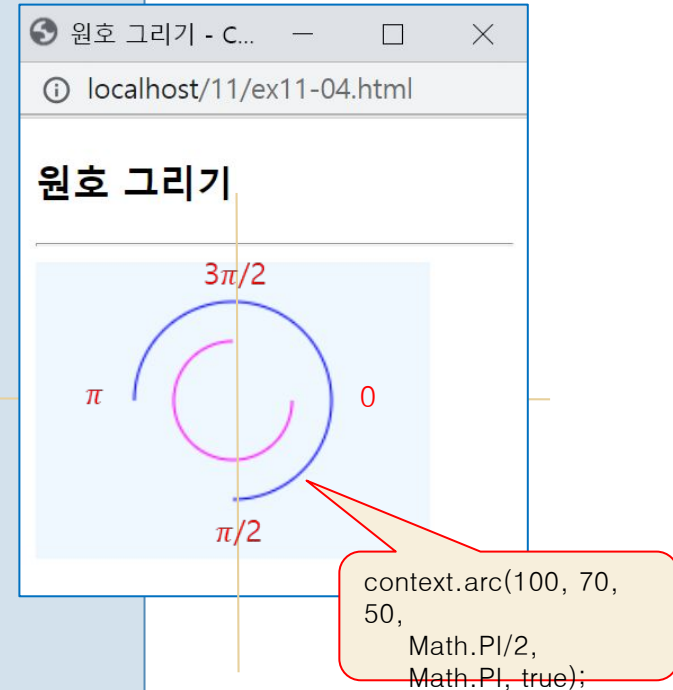 원호 그리기 - C...
localhost/11/ex11-04.html
원호 그리기
3π/2
π
0
π/2
context.arc(100, 70,
50,
Math.PI/2,
Math.PI, true);